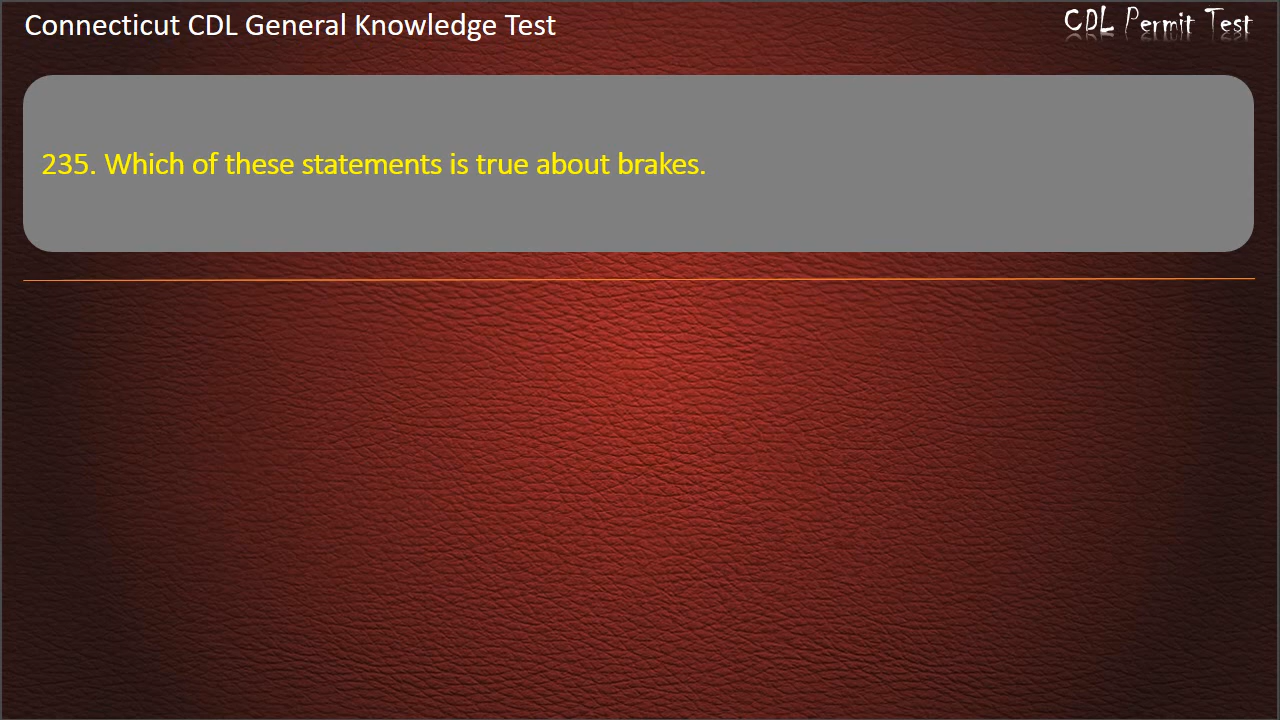 Connecticut CDL General Knowledge Test
CDL Permit Test
235. Which of these statements is true about brakes.